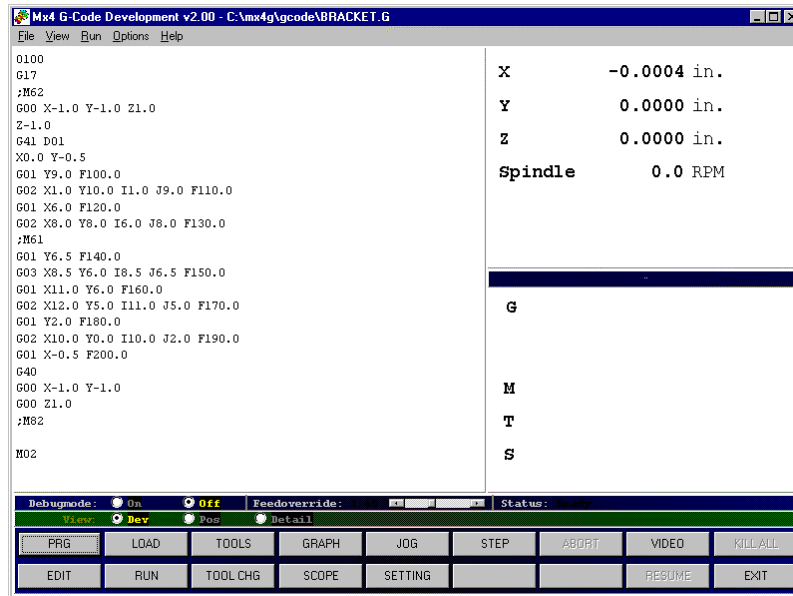 Mx4 G-Code Development v2.00 - C:\mx4g\gcode\BRACKET.G
File View Run Options Help
O100
G17
;M62
G00 X-1.0 Y-1.0 Z1.0
Z-1.0
G41 D01
X0.0 Y-0.5
G01 Y9.0 F100.0
G02 X1.0 Y10.0 I1.0 J9.0 F110.0
G01 X6.0 F120.0
G02 X8.0 Y8.0 I6.0 J8.0 F130.0
;M61
G01 Y6.5 F140.0
G03 X8.5 Y6.0 I8.5 J6.5 F150.0
G01 X11.0 Y6.0 F160.0
G02 X12.0 Y5.0 I11.0 J5.0 F170.0
G01 Y2.0 F180.0
G02 X10.0 Y0.0 I10.0 J2.0 F190.0
G01 X-0.5 F200.0
G40
G00 X-1.0 Y-1.0
G00 Z1.0
;M82
M02
X -0.0004 in.
Y 0.0000 in.
Z 0.0000 in.
Spindle 0.0 RPM
G
M
T
S
Debugmode: On Off Feedoverride: Status:
View: Dev Pos Detail
PRG LOAD TOOLS GRAPH JOG STEP ABORT VIDEO KILL ALL
EDIT RUN TOOL CHG SCOPE SETTING RESUME EXIT